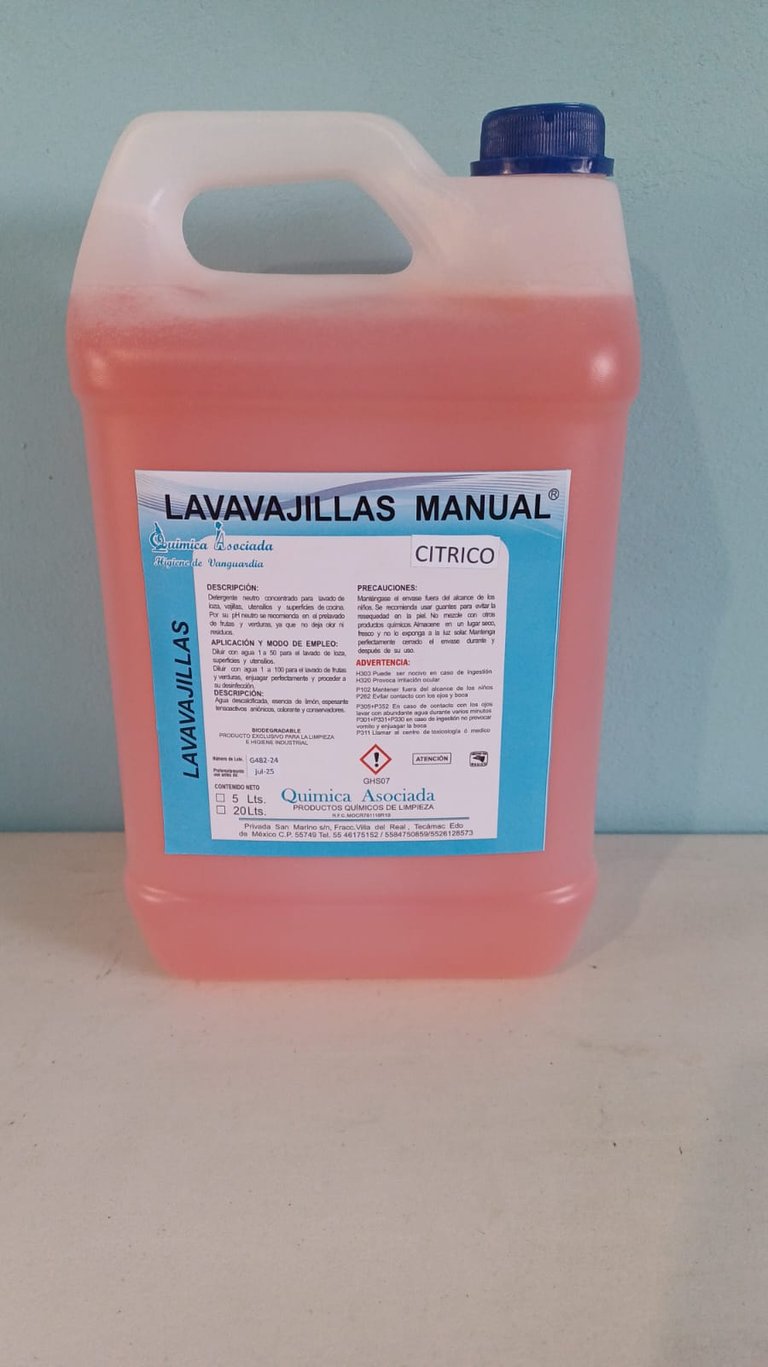 LAVAVAJILLAS MANUAL®
Quimica Asociada
Higiene de Vanguardia
CITRICO
LAVAVAJILLAS
DESCRIPCIÓN:
Detergente neutro concentrado para lavado de
loza, vajillas, utensilios y superficies de cocina.
Por su pH neutro se recomienda en el prelavado
de frutas y verduras, ya que no deja olor ni
residuos.
APLICACIÓN Y MODO DE EMPLEO:
Diluir con agua 1 a 50 para el lavado de loza,
superficies y utensilios.
Diluir con agua 1 a 100 para el lavado de frutas
y verduras, enjuagar perfectamente y proceder a
su desinfección.
DESCRIPCIÓN:
Agua descalcificada, esencia de limón, espesante
tensoactivos aniónicos, colorante y conservadores.
BIODEGRADABLE
PRODUCTO EXCLUSIVO PARA LA LIMPIEZA
E HIGIENE INDUSTRIAL
Número de Lote. G482-24
Preferentemente
Jul-25
CONTENIDO NETO
5 Lts.
20 Lts.
PRECAUCIONES:
Manténgase el envase fuera del alcance de los
niños. Se recomienda usar guantes para evitar la
resequedad en la piel. No mezcle con otros
productos químicos. Almacene en un lugar seco,
fresco y no lo exponga a la luz solar. Mantenga
perfectamente cerrado el envase durante y
después de su uso.
ADVERTENCIA:
H303 Puede ser nocivo en caso de ingestión
H320 Provoca irritación ocular
P102 Mantener fuera del alcance de los niños
P262 Evitar contacto con los ojos y boca
P305+P352 En caso de contacto con los ojos
lavar con abundante agua durante varios minutos
P301+P331+P330 en caso de ingestión no provocar
vomito y enjuagar la boca
P311 Llamar al centro de toxicología ó medico
GHS07
ATENCIÓN
Quimica Asociada
PRODUCTOS QUÍMICOS DE LIMPIEZA
Privada San Marino s/n, Fracc. Villa del Real, Tecámac Edo
de México C.P. 55749 Tel. 55 46175152 / 5584750859/5526128573